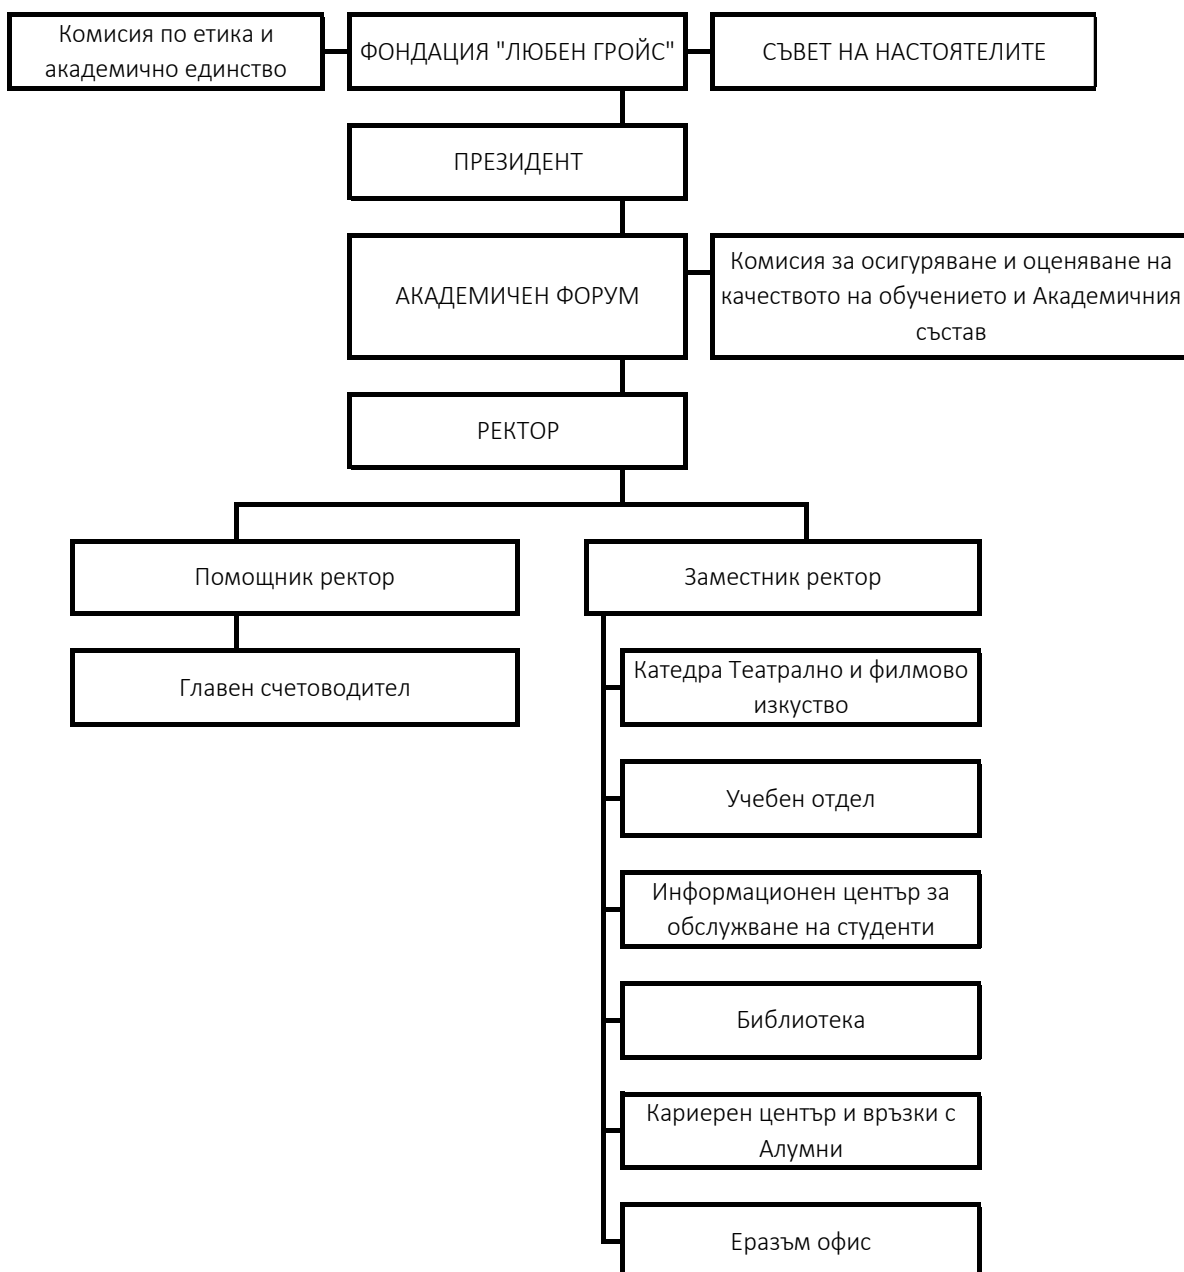 Комисия по етика и
академично единство
ФОНДАЦИЯ "ЛЮБЕН ГРОЙС"
СЪВЕТ НА НАСТОЯТЕЛИТЕ
ПРЕЗИДЕНТ
АКАДЕМИЧЕН ФОРУМ
Комисия за осигуряване и оценяване на
качеството на обучението и Академичния
състав
РЕКТОР
Помощник ректор
Заместник ректор
Главен счетоводител
Катедра Театрално и филмово
изкуство
Учебен отдел
Информационен център за
обслужване на студенти
Библиотека
Кариерен център и връзки с
Алумни
Еразъм офис